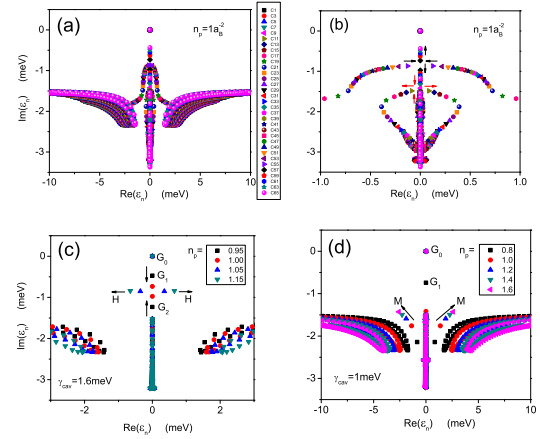 (a)
n_p=1a_B^-2
Im(ε_n) (meV)
0
-1
-2
-3
-10 -5 0 5 10
Re(ε_n) (meV)
C1
C3
C5
C7
C9
C11
C13
C15
C17
C19
C21
C23
C25
C27
C29
C31
C33
C35
C37
C39
C41
C43
C45
C47
C49
C51
C53
C55
C57
C59
C61
C63
C65
(b)
n_p=1a_B^-2
0
-1
-2
-3
-1.0 -0.5 0.0 0.5 1.0
Re(ε_n) (meV)
(c)
n_p=
0.95
1.00
1.05
1.15
G_0
G_1
H H
G_2
γ_cav=1.6meV
Im(ε_n) (meV)
0
-1
-2
-3
-2 0 2
Re(ε_n) (meV)
(d)
n_p=
0.8
1.0
1.2
1.4
1.6
G_0
G_1
M M
γ_cav=1meV
0
-1
-2
-3
-10 -5 0 5 10
Re(ε_n) (meV)